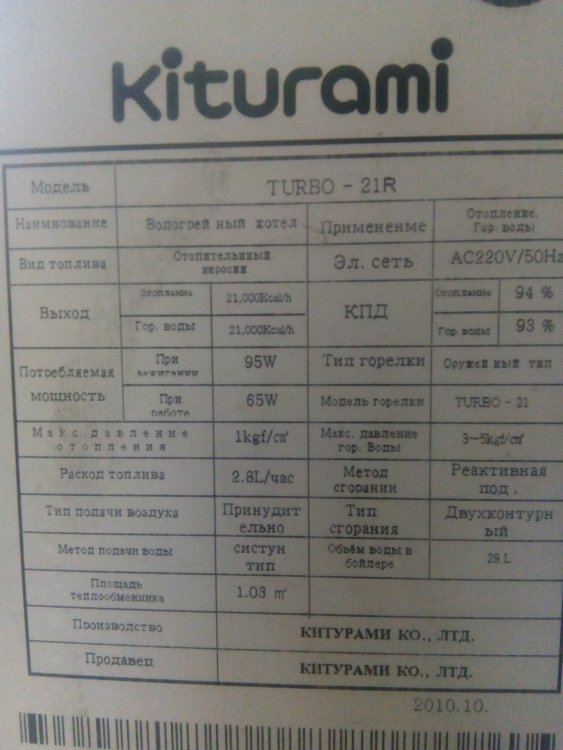 Kiturami
Модель TURBO - 21R
Наимнование Водогрей ный котел Примененме Отопление.
Гор. воды
Вид топлива Отопительнный
керосин Эл. сеть AC220V/50Hz
Выход Отопление 21,000Kcal/h КПД Отопление 94 %
Гор. воды 21,000Kcal/h Гор. воды 93 %
Потребляемая
мощность При
зажигании 95W Тип горелки Оружей ный тип
При
работе 65W Модель горелки TURBO - 21
Макс.давление
отопления 1kgf/㎠ Макс. давление
гор. Воды 3~5kgf/㎠
Расход топлива 2.8L/час Метод
сгорании Реактивная
под .
Тип подачи воздуха Принудит
ельно Тип
сгорания Двухконтурн
ый
Метод подачи воды систун
тип Объём воды в
бойлере 29 L
Площадь
теплообменника 1.03 ㎡
Производство КИТУРАМИ КО., ЛТД.
Продавец КИТУРАМИ КО., ЛТД.
2010.10.